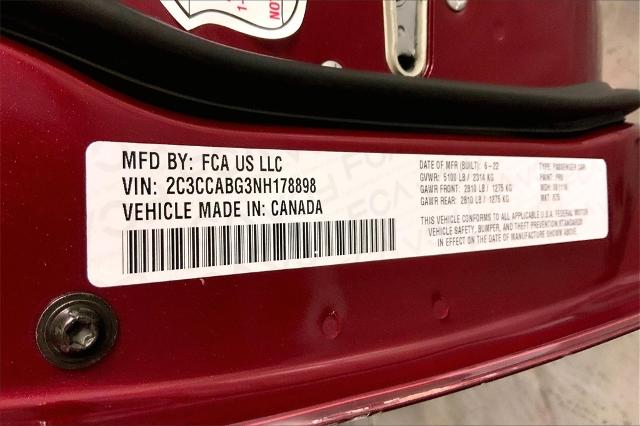 1-
NOT
MFD BY: FCA US LLC
VIN: 2C3CCABG3NH178898
VEHICLE MADE IN: CANADA
DATE OF MFR (BUILT): 6-22
GVWR: 5100 LB / 2314 KG
GAWR FRONT: 2810 LB / 1275 KG
GAWR REAR: 2810 LB / 1275 KG
TYPE: PASSENGER CAR
PAINT: PRV
MDH:
THIS VEHICLE CONFORMS TO ALL APPLICABLE U.S.A. FEDERAL MOTOR
VEHICLE SAFETY, BUMPER, AND THEFT PREVENTION STANDARDS
IN EFFECT ON THE DATE OF MANUFACTURE SHOWN ABOVE.